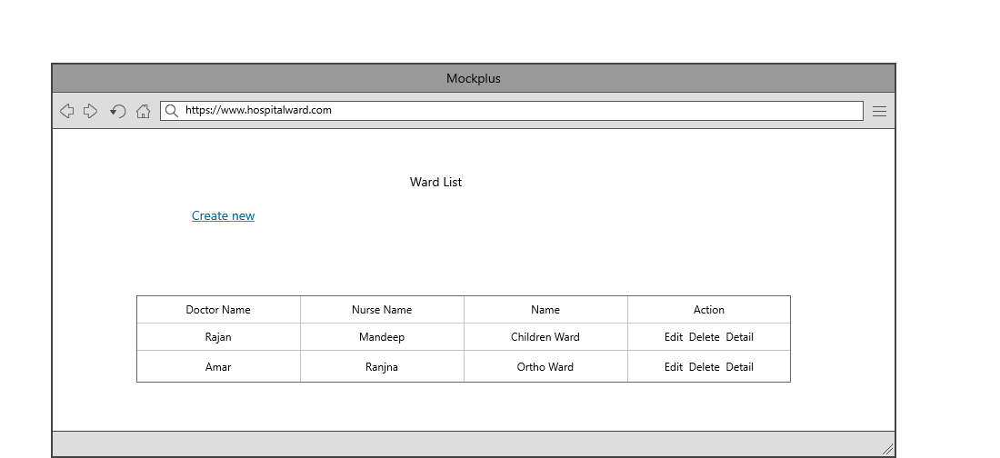 Mockplus
https://www.hospitalward.com
Ward List
Create new
Doctor Name Nurse Name Name Action
Rajan Mandeep Children Ward Edit Delete Detail
Amar Ranjna Ortho Ward Edit Delete Detail